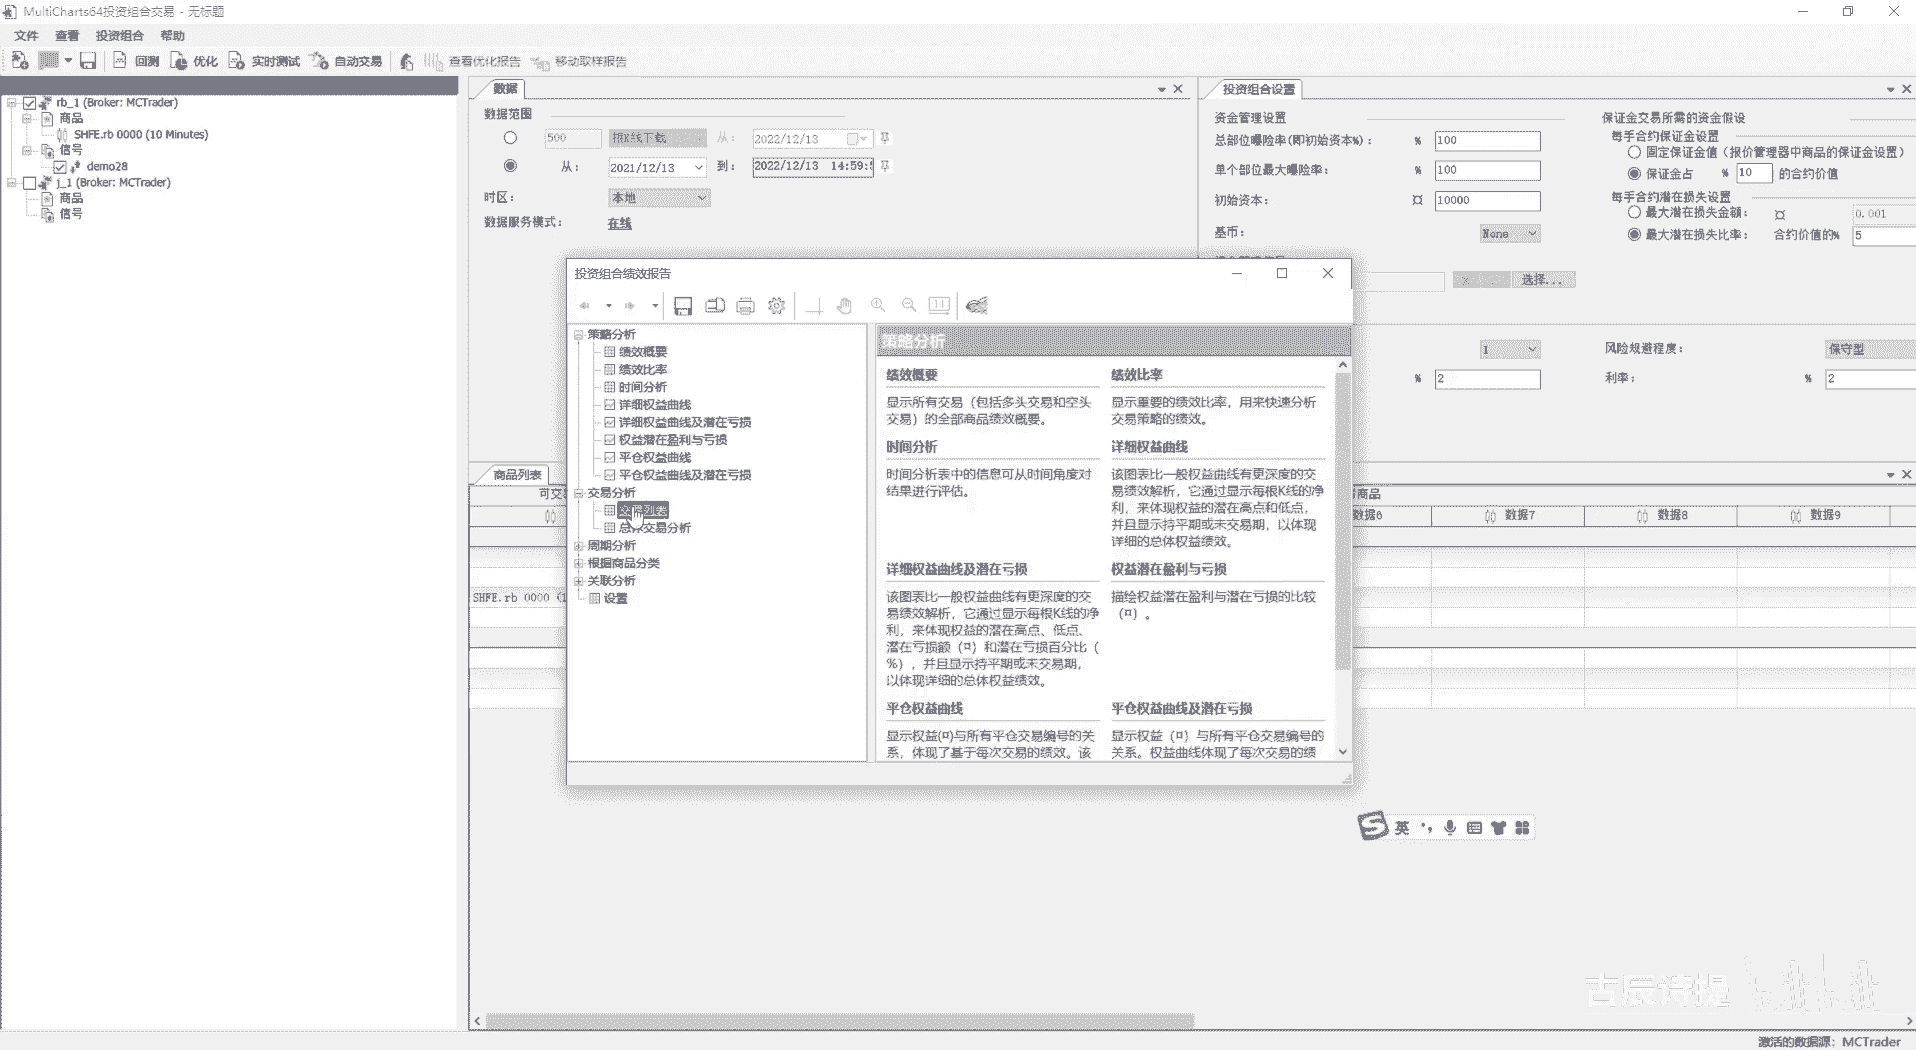 MultiCharts64投资组合交易 - 无标题
文件 查看 投资组合 帮助
回测 优化 实时测试 自动交易 查看优化报告 移动取样报告
rb_1 (Broker: MCTrader)
商品
SHFE.rb 0000 (10 Minutes)
信号
demo28
j_1 (Broker: MCTrader)
商品
信号
数据
数据范围
500 按K线下载 从: 2022/12/13
从: 2021/12/13 到: 2022/12/13 14:59:5
时区: 本地
数据服务模式: 在线
投资组合设置
资金管理设置
总部位曝险率(即初始资本%): % 100
单个部位最大曝险率: % 100
初始资本: ¤ 10000
基币: None
选择...
1
% 2
保证金交易所需的资金假设
每手合约保证金设置
固定保证金值(报价管理器中商品的保证金设置)
保证金占 % 10 的合约价值
每手合约潜在损失设置
最大潜在损失金额: ¤ 0.001
最大潜在损失比率: 合约价值的% 5
风险规避程度: 保守型
利率: % 2
投资组合绩效报告
策略分析
绩效概要
绩效比率
时间分析
详细权益曲线
详细权益曲线及潜在亏损
权益潜在盈利与亏损
平仓权益曲线
平仓权益曲线及潜在亏损
交易分析
交易列表
总体交易分析
周期分析
根据商品分类
关联分析
设置
策略分析
绩效概要
显示所有交易（包括多头交易和空头
交易）的全部商品绩效概要。
绩效比率
显示重要的绩效比率，用来快速分析
交易策略的绩效。
时间分析
时间分析表中的信息可从时间角度对
结果进行评估。
详细权益曲线
该图表比一般权益曲线有更深度的交
易绩效解析，它通过显示每根K线的净
利，来体现权益的潜在高点和低点，
并且显示持平期或未交易期，以体现
详细的总体权益绩效。
详细权益曲线及潜在亏损
该图表比一般权益曲线有更深度的交
易绩效解析，它通过显示每根K线的净
利，来体现权益的潜在高点、低点、
潜在亏损额（¤）和潜在亏损百分比（
%），并且显示持平期或未交易期，
以体现详细的总体权益绩效。
权益潜在盈利与亏损
描绘权益潜在盈利与潜在亏损的比较
（¤）。
平仓权益曲线
显示权益(¤)与所有平仓交易编号的关
系，体现了基于每次交易的绩效。该
平仓权益曲线及潜在亏损
显示权益（¤）与所有平仓交易编号的
关系。权益曲线体现了每次交易的绩
商品列表
可交
商品
数据6 数据7 数据8 数据9
SHFE.rb 0000 (1
英
古辰诗提
激活的数据源: MCTrader